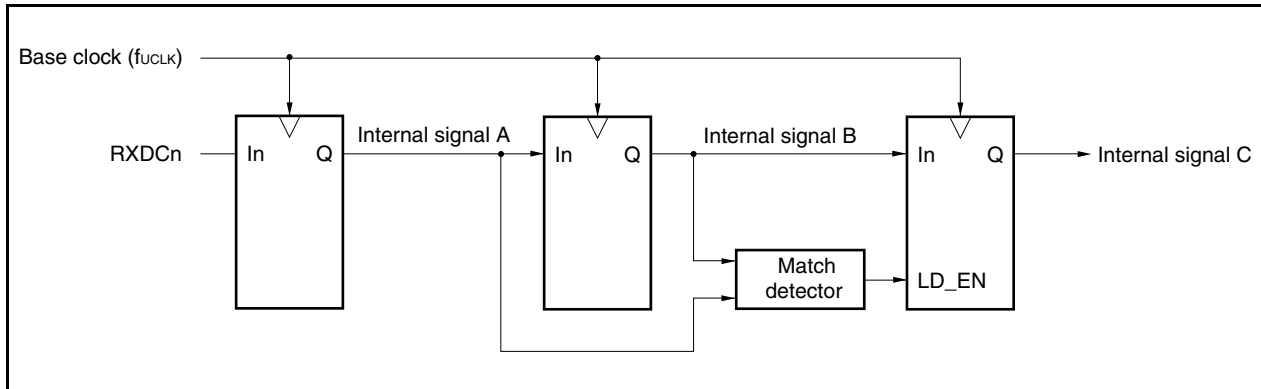 Base clock (fUCLK)
RXDCn
In
Q
Internal signal A
In
Q
Internal signal B
In
Q
Internal signal C
Match
detector
LD_EN